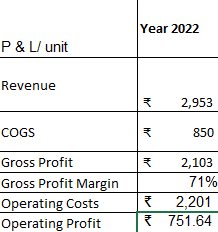 Year 2022
P & L/ unit
Revenue
₹ 2,953
COGS ₹ 850
Gross Profit ₹ 2,103
Gross Profit Margin 71%
Operating Costs ₹ 2,201
Operating Profit ₹ 751.64